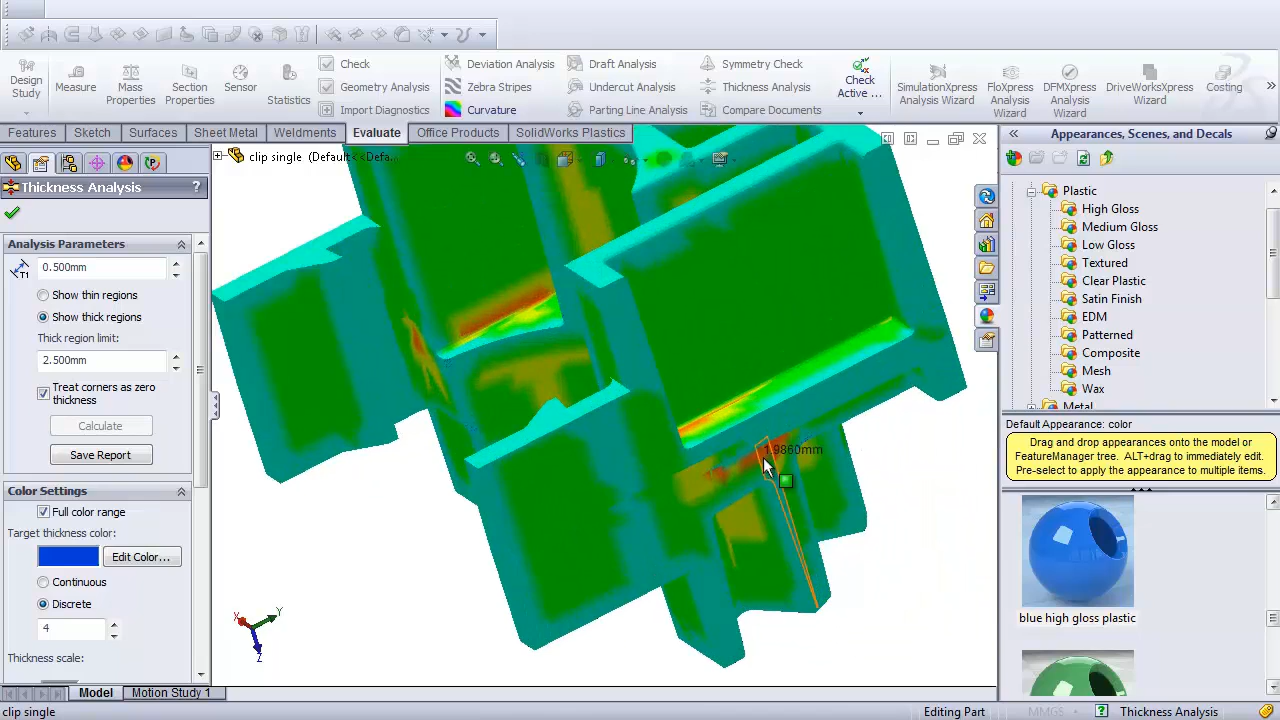 Design Study
Measure
Mass Properties
Section Properties
Sensor
Statistics
Check
Geometry Analysis
Import Diagnostics
Deviation Analysis
Zebra Stripes
Curvature
Draft Analysis
Undercut Analysis
Parting Line Analysis
Symmetry Check
Thickness Analysis
Compare Documents
Check Active ...
SimulationXpress Analysis Wizard
FloXpress Analysis Wizard
DFMXpress Analysis Wizard
DriveWorksXpress Wizard
Costing
Features
Sketch
Surfaces
Sheet Metal
Weldments
Evaluate
Office Products
SolidWorks Plastics
clip single (Default<<Defa...
Thickness Analysis
?
Analysis Parameters
0.500mm
Show thin regions
Show thick regions
Thick region limit:
2.500mm
Treat corners as zero
thickness
Calculate
Save Report
Color Settings
Full color range
Target thickness color:
Edit Color...
Continuous
Discrete
4
Thickness scale:
1.9860mm
X
Y
Z
Appearances, Scenes, and Decals
Plastic
High Gloss
Medium Gloss
Low Gloss
Textured
Clear Plastic
Satin Finish
EDM
Patterned
Composite
Mesh
Wax
Metal
Default Appearance: color
Drag and drop appearances onto the model or
FeatureManager tree. ALT+drag to immediately edit.
Pre-select to apply the appearance to multiple items.
blue high gloss plastic
Model
Motion Study 1
clip single
Editing Part
MMGS
Thickness Analysis